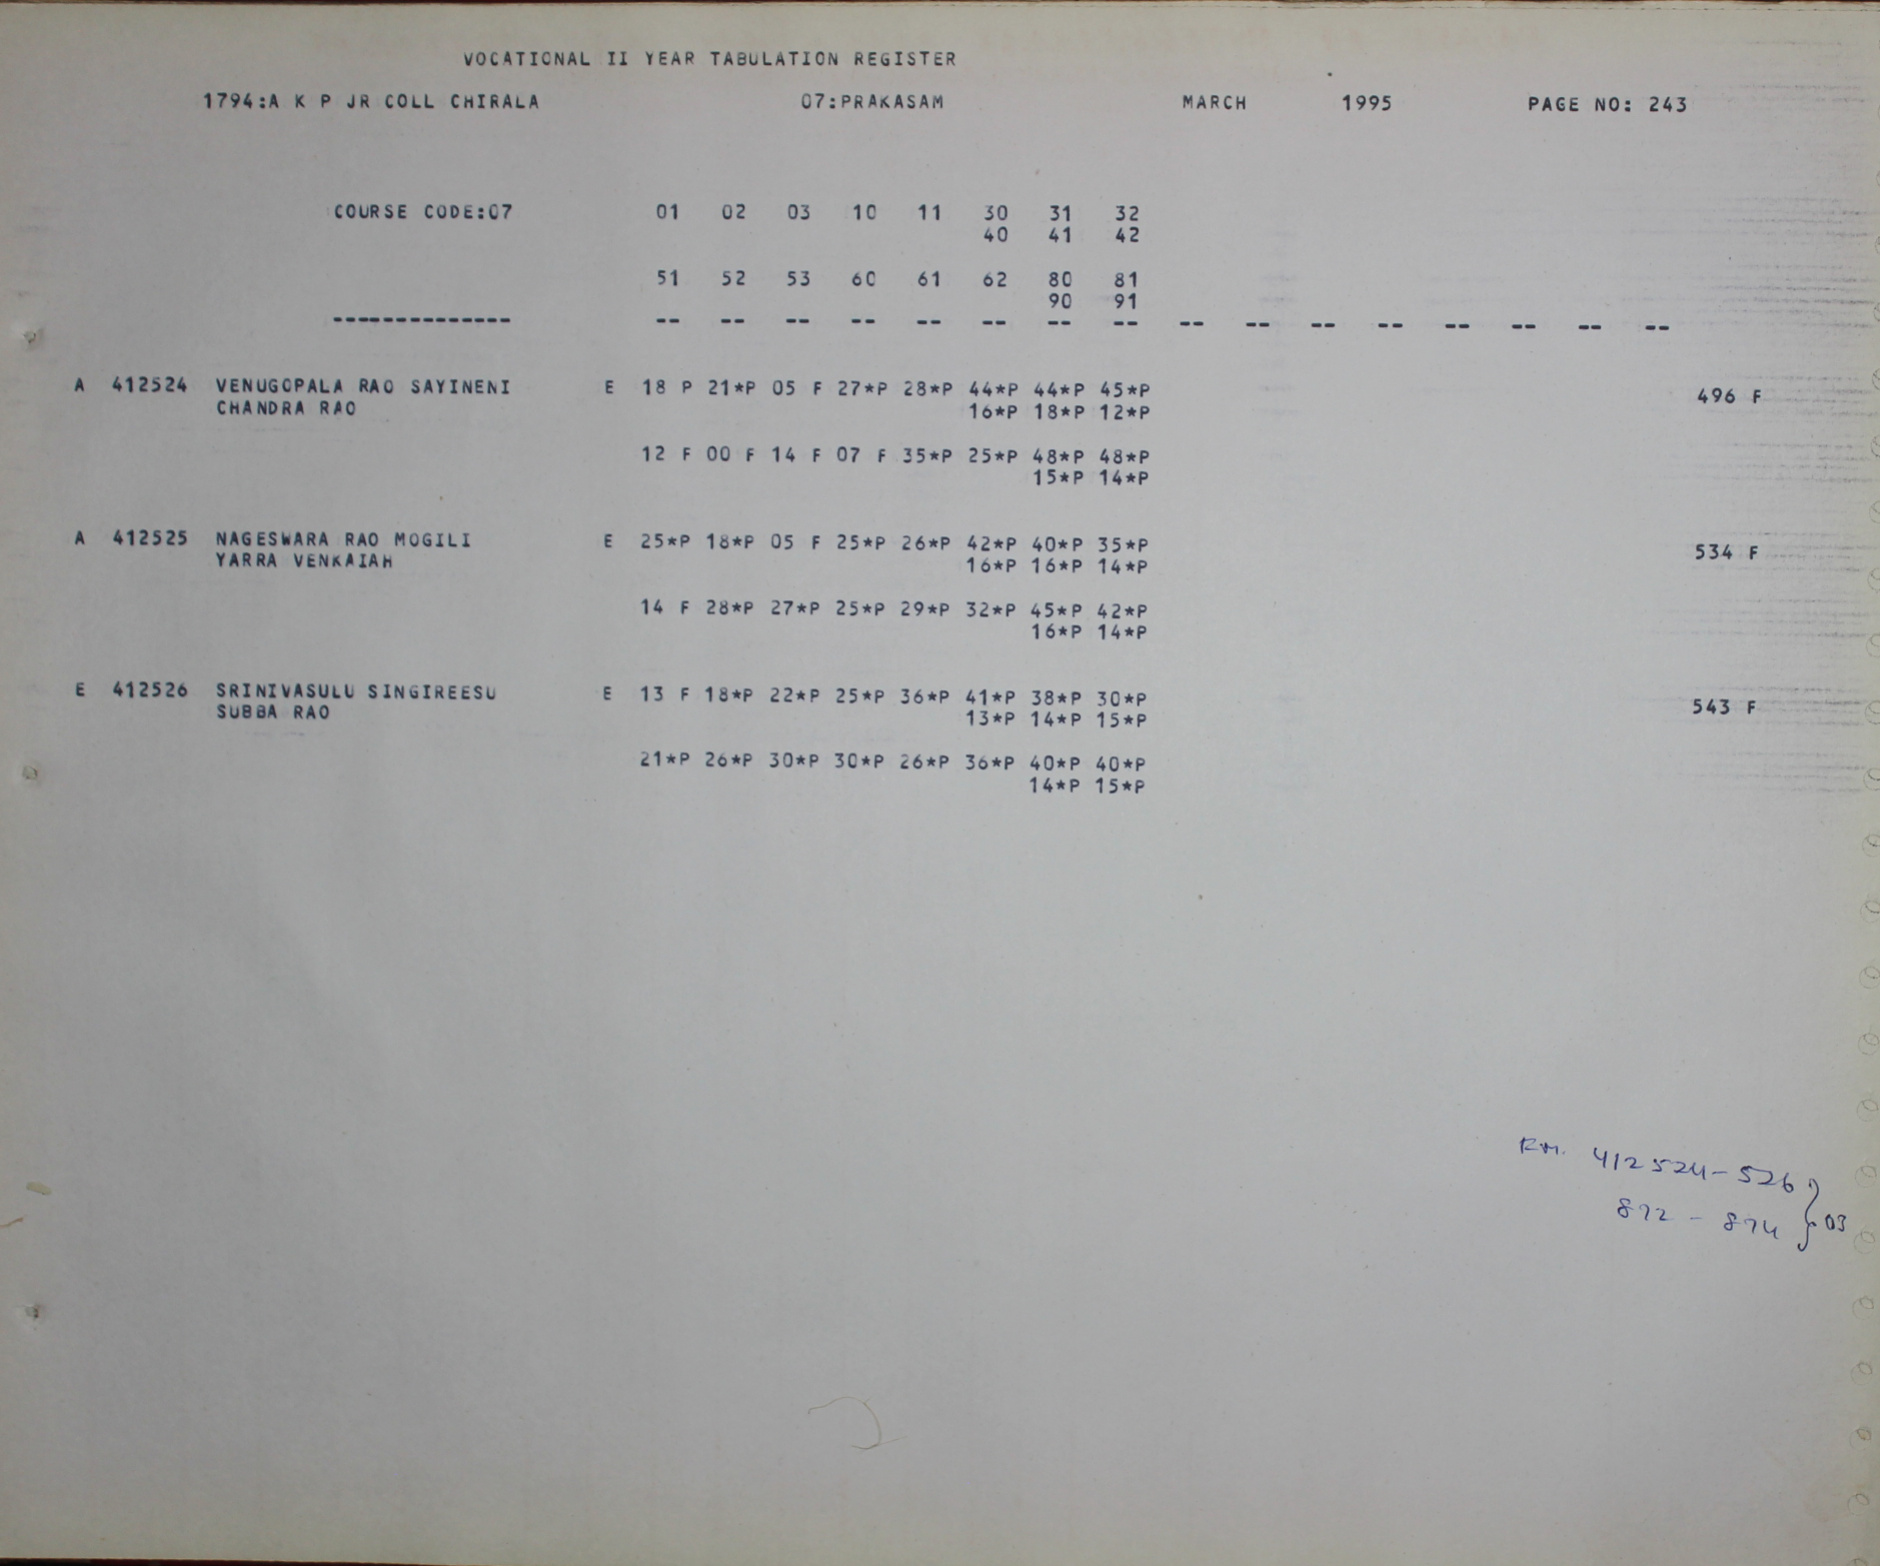 VOCATIONAL II YEAR TABULATION REGISTER
1794:A K P JR COLL CHIRALA 07:PRAKASAM MARCH 1995 PAGE NO: 243
COURSE CODE:07 01 02 03 10 11 30 31 32
40 41 42
51 52 53 60 61 62 80 81
90 91
-------------- -- -- -- -- -- -- -- -- -- -- -- -- -- -- -- --
A 412524 VENUGOPALA RAO SAYINENI E 18 P 21*P 05 F 27*P 28*P 44*P 44*P 45*P 496 F
CHANDRA RAO 16*P 18*P 12*P
12 F 00 F 14 F 07 F 35*P 25*P 48*P 48*P
15*P 14*P
A 412525 NAGESWARA RAO MOGILI E 25*P 18*P 05 F 25*P 26*P 42*P 40*P 35*P 534 F
YARRA VENKAIAH 16*P 16*P 14*P
14 F 28*P 27*P 25*P 29*P 32*P 45*P 42*P
16*P 14*P
E 412526 SRINIVASULU SINGIREESU E 13 F 18*P 22*P 25*P 36*P 41*P 38*P 30*P 543 F
SUBBA RAO 13*P 14*P 15*P
21*P 26*P 30*P 30*P 26*P 36*P 40*P 40*P
14*P 15*P
412524-526
872 - 874 } 03